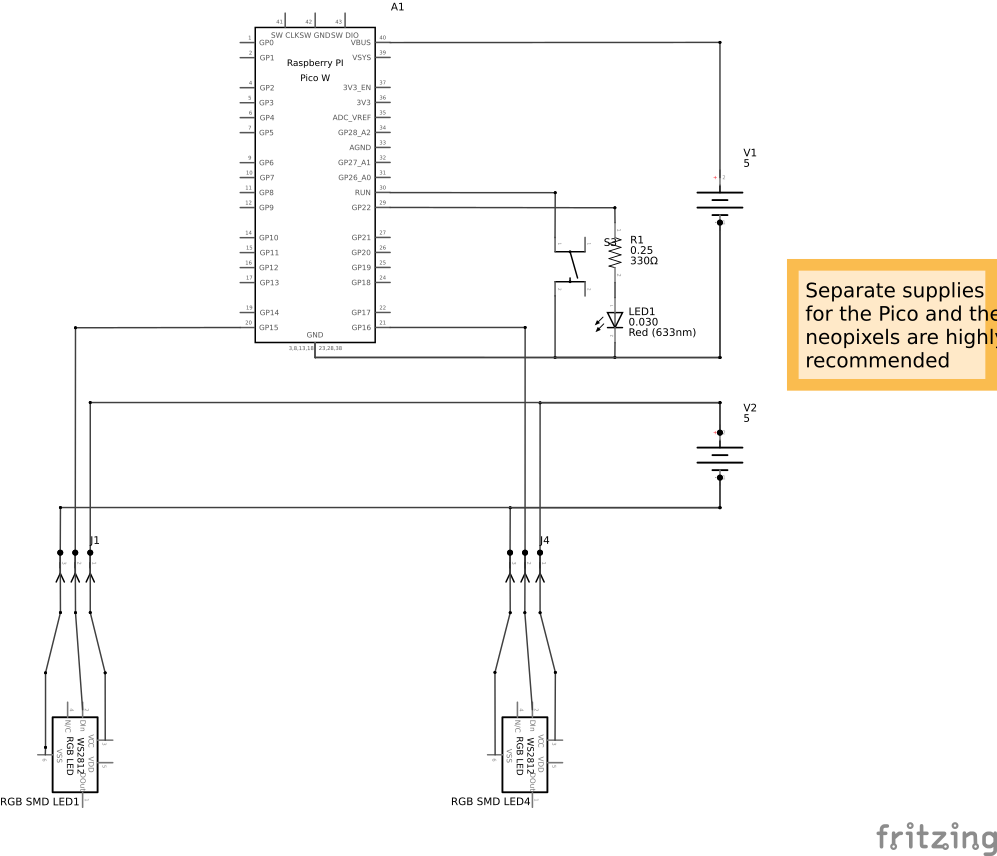 A1
41 42 43
SW CLK SW GND SW DIO
1 GP0 VBUS 40
2 GP1 VSYS 39
Raspberry PI
Pico W
4 GP2 3V3_EN 37
5 GP3 3V3 36
6 GP4 ADC_VREF 35
7 GP5 GP28_A2 34
AGND 33
9 GP6 GP27_A1 32
10 GP7 GP26_A0 31
11 GP8 RUN 30
12 GP9 GP22 29
14 GP10 GP21 27
15 GP11 GP20 26
16 GP12 GP19 25
17 GP13 GP18 24
19 GP14 GP17 22
20 GP15 GP16 21
GND
3,8,13,18 23,28,38
V1
5
R1
0.25
330Ω
LED1
0.030
Red (633nm)
Separate supplies
for the Pico and the
neopixels are highly
recommended
V2
5
J1
J4
N/C DIn
VCC
VDD
VSS
DOut
WS2812
RGB LED
RGB SMD LED1
N/C DIn
VCC
VDD
VSS
DOut
WS2812
RGB LED
RGB SMD LED4
fritzing